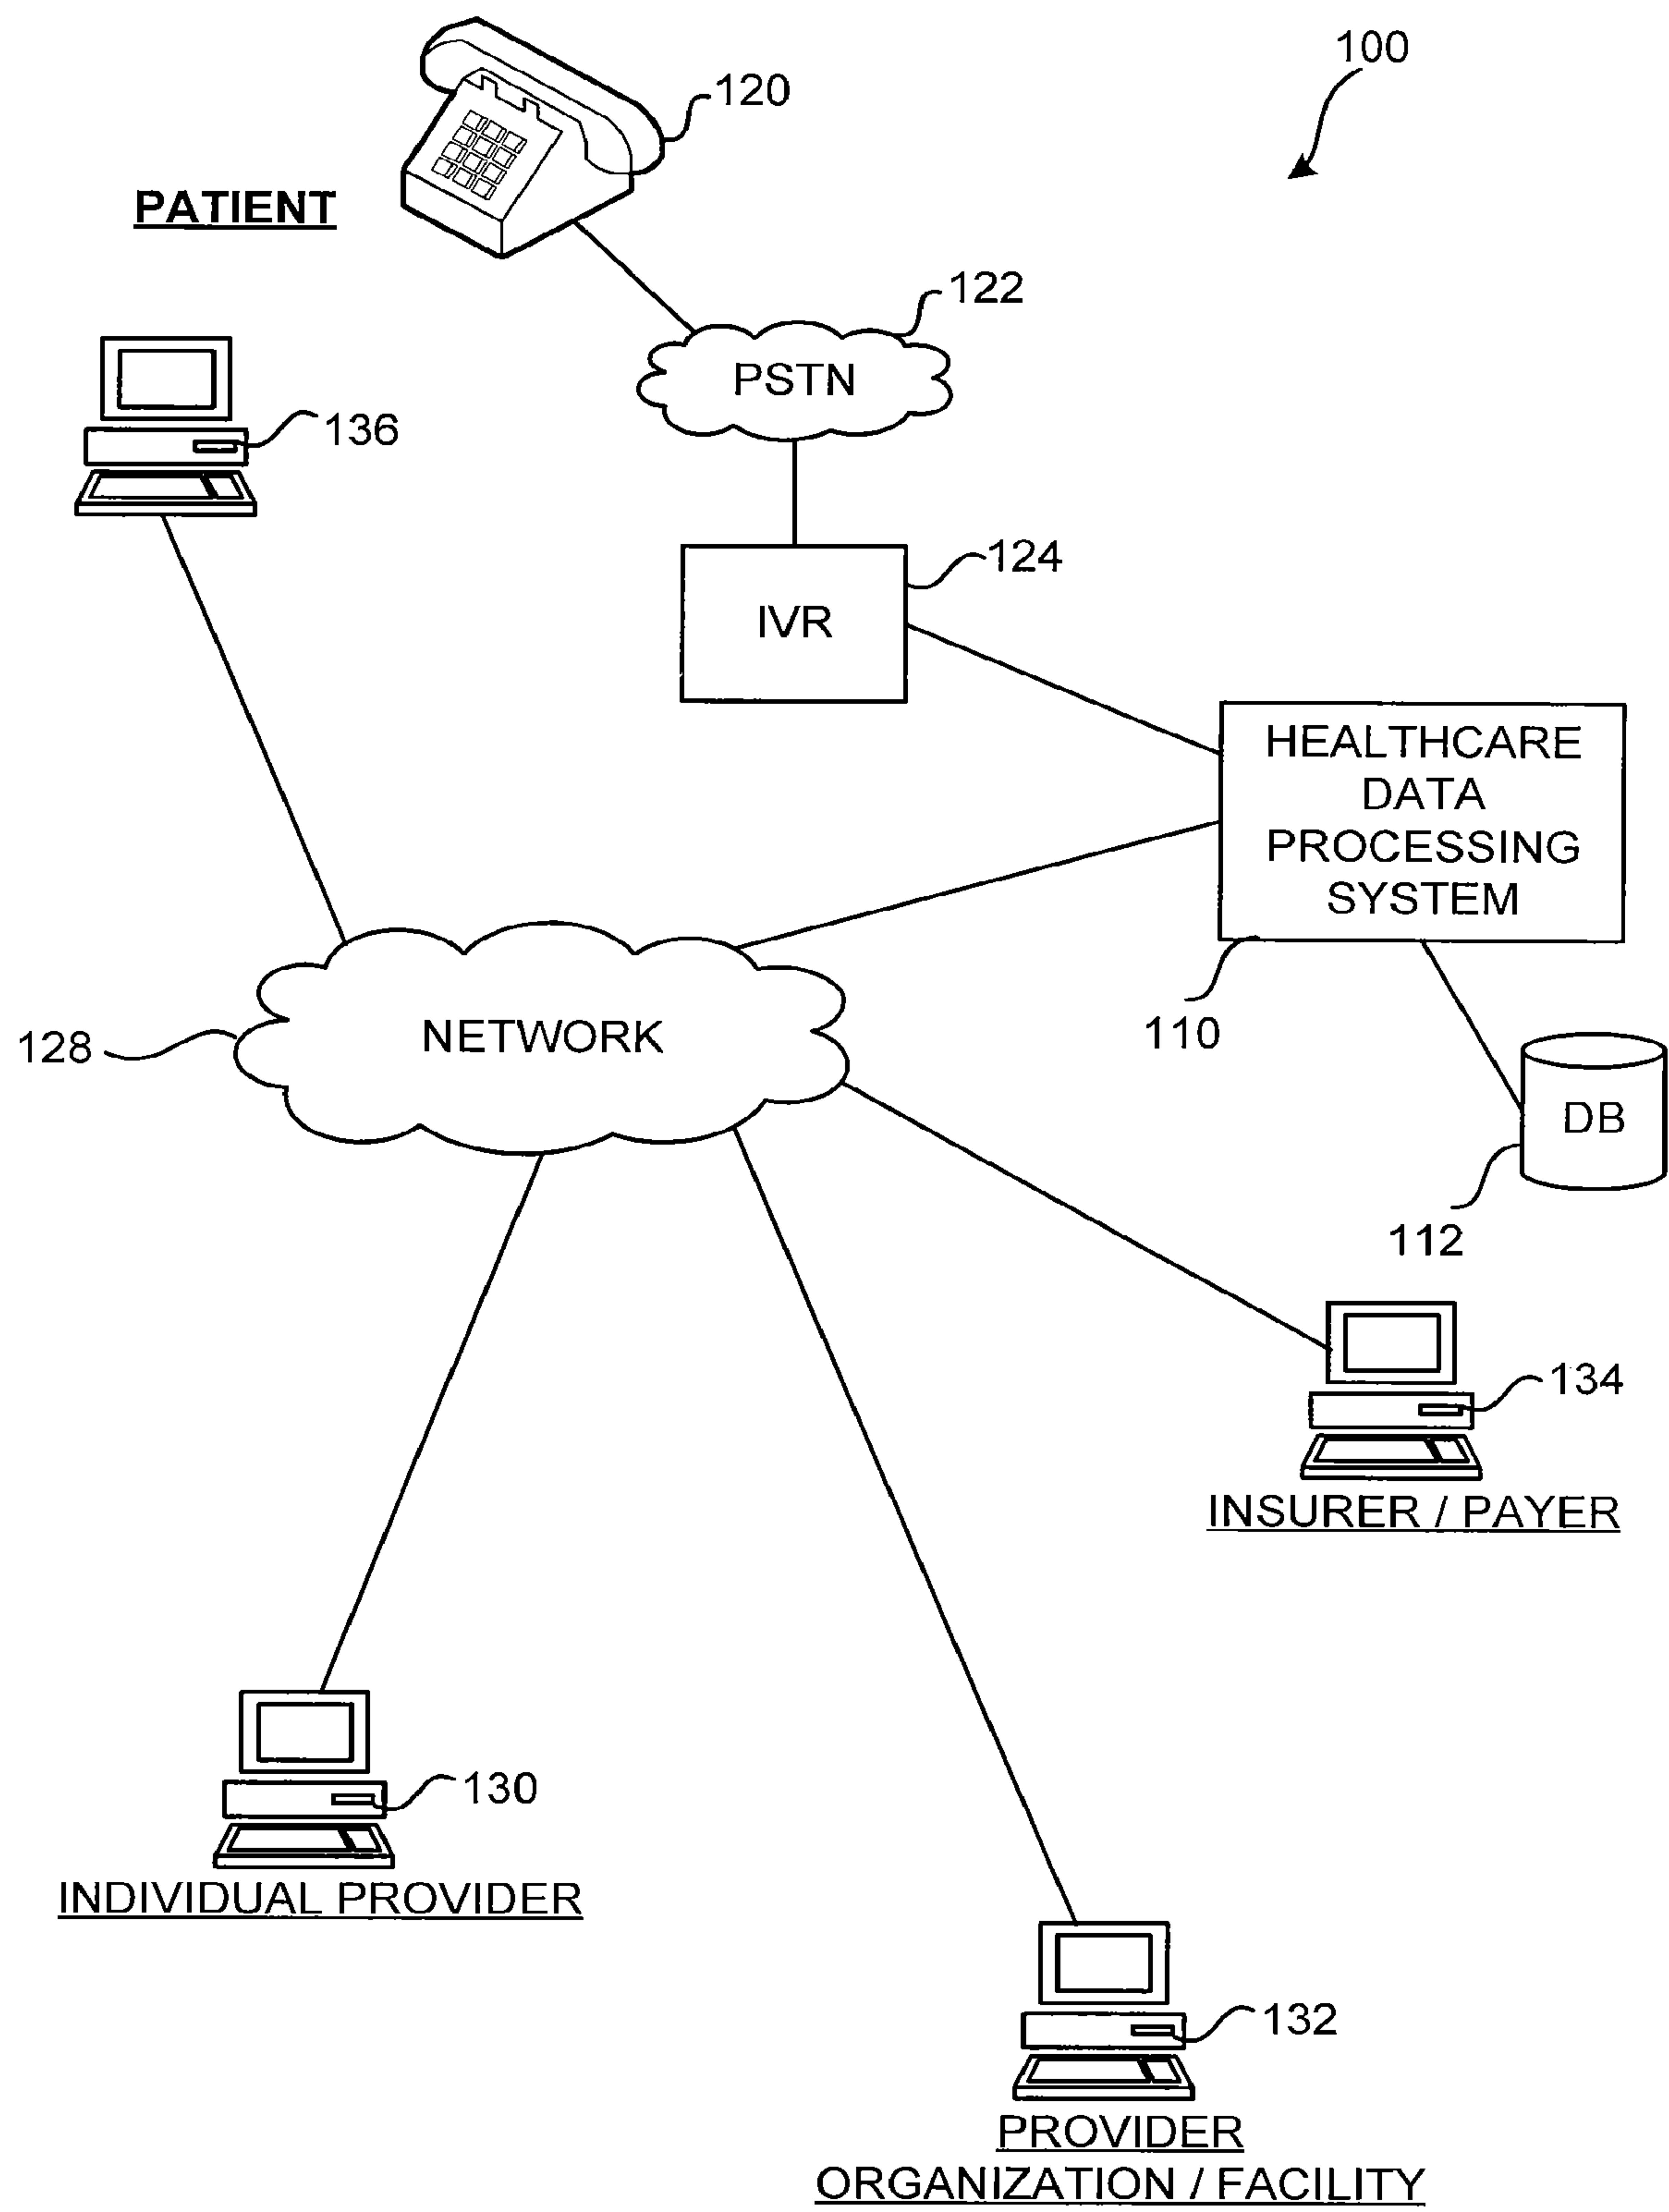 100
120
PATIENT
122
PSTN
136
124
IVR
HEALTHCARE
DATA
PROCESSING
SYSTEM
128
NETWORK
110
DB
112
134
INSURER / PAYER
130
INDIVIDUAL PROVIDER
132
PROVIDER
ORGANIZATION / FACILITY